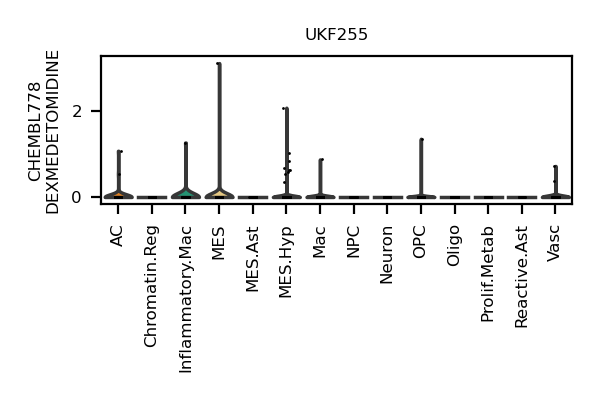 UKF255
CHEMBL778
DEXMEDETOMIDINE
2
0
AC
Chromatin.Reg
Inflammatory.Mac
MES
MES.Ast
MES.Hyp
Mac
NPC
Neuron
OPC
Oligo
Prolif.Metab
Reactive.Ast
Vasc